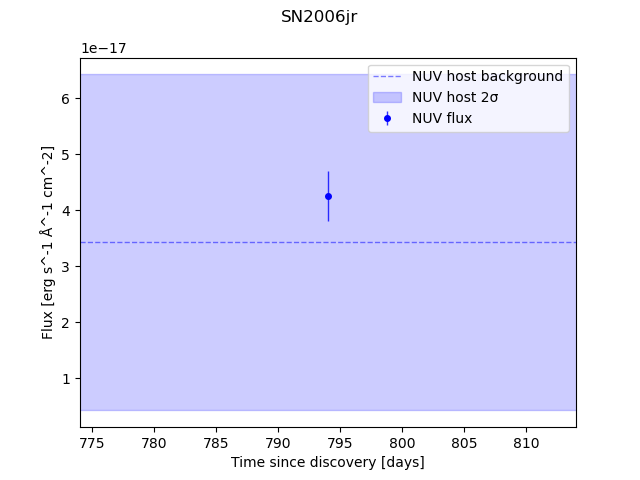 SN2006jr
1e−17
NUV host background
NUV host 2σ
NUV flux
6
5
4
3
2
1
Flux [erg s^-1 Å^-1 cm^-2]
775 780 785 790 795 800 805 810
Time since discovery [days]